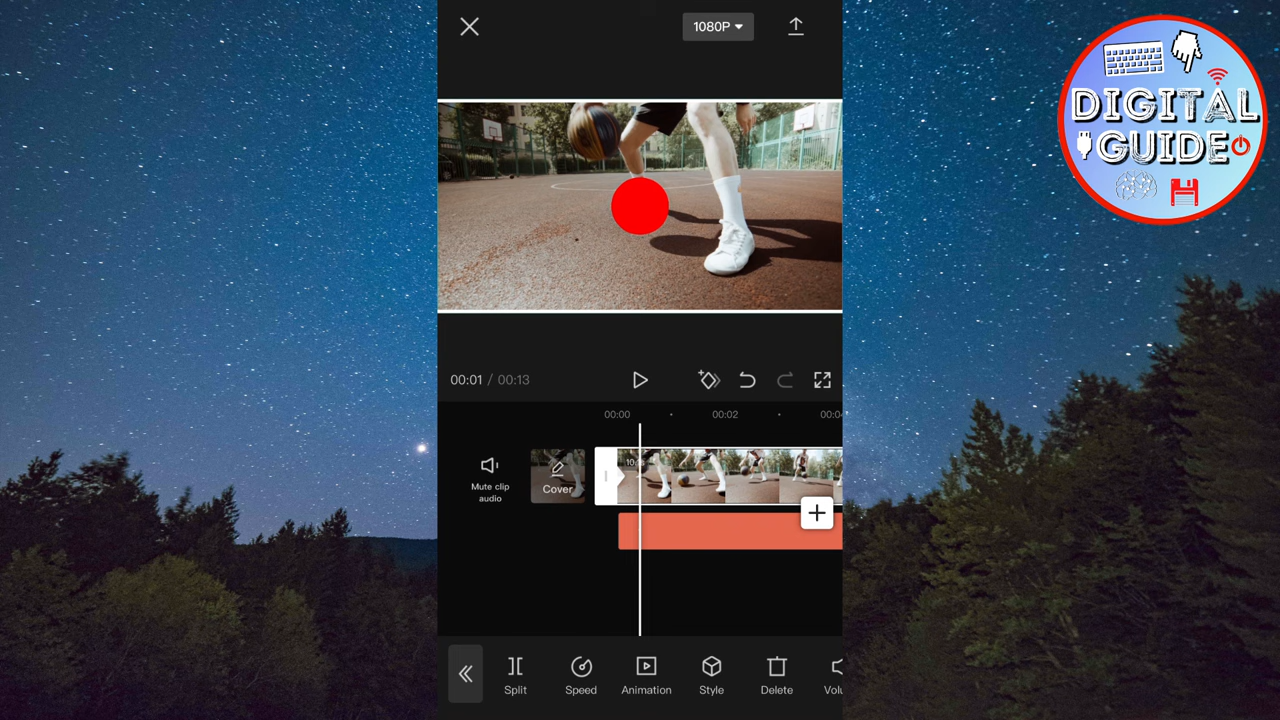 1080P
DIGITAL
GUIDE
00:01 / 00:13
00:00
00:02
Mute clip
audio
Cover
Split
Speed
Animation
Style
Delete